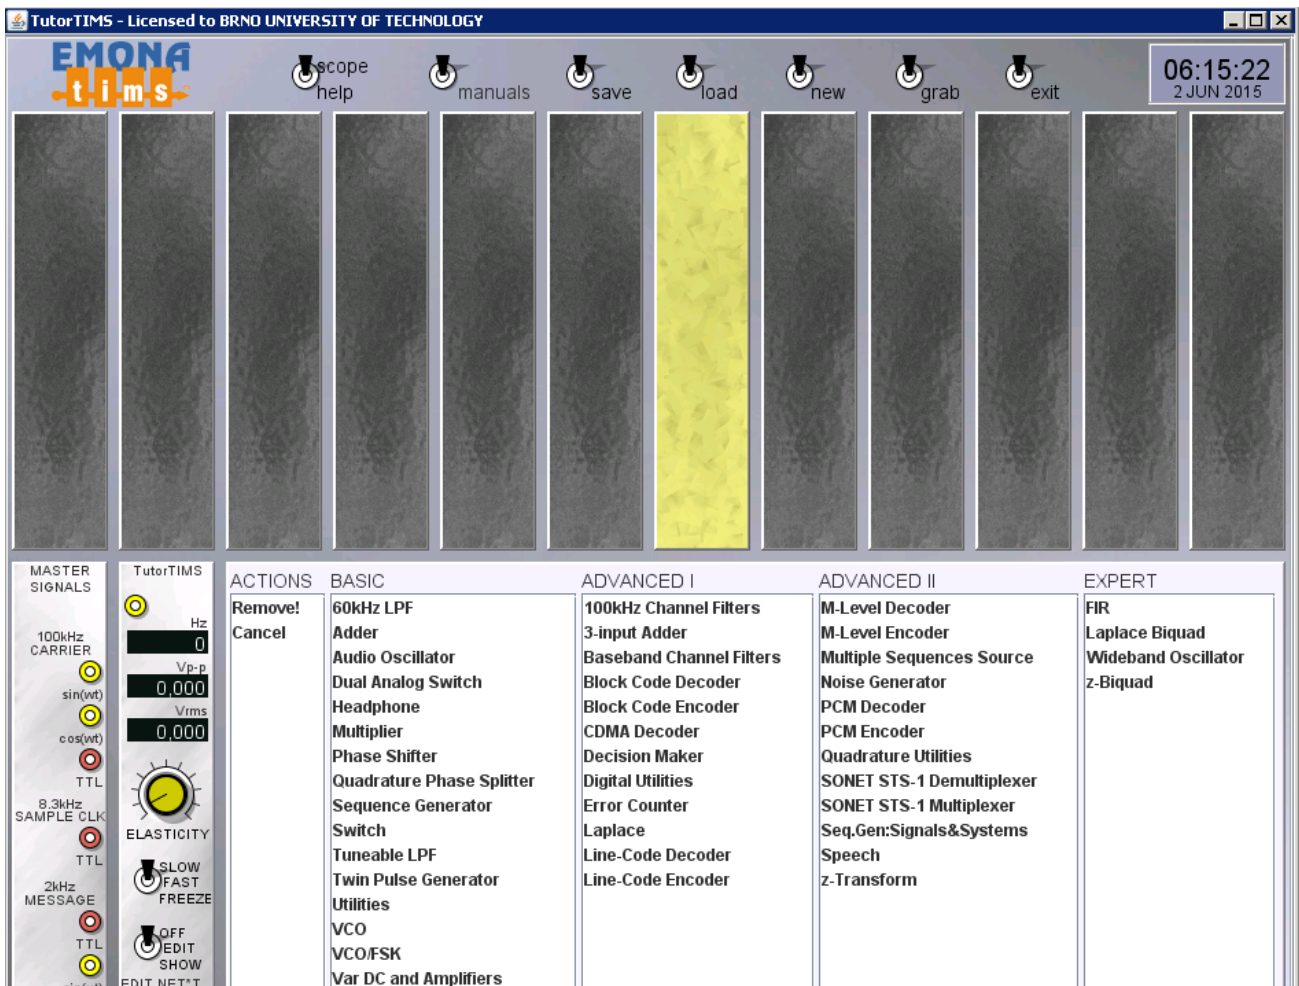 TutorTIMS - Licensed to BRNO UNIVERSITY OF TECHNOLOGY
EMONA
tims
scope
help
manuals
save
load
new
grab
exit
06:15:22
2 JUN 2015
MASTER
SIGNALS
100kHz
CARRIER
sin(wt)
cos(wt)
TTL
8.3kHz
SAMPLE CLK
TTL
2kHz
MESSAGE
TTL
sin(wt)
TutorTIMS
Hz
0
Vp-p
0,000
Vrms
0,000
ELASTICITY
SLOW
FAST
FREEZE
OFF
EDIT
SHOW
EDIT NET*T
ACTIONS
Remove!
Cancel
BASIC
60kHz LPF
Adder
Audio Oscillator
Dual Analog Switch
Headphone
Multiplier
Phase Shifter
Quadrature Phase Splitter
Sequence Generator
Switch
Tuneable LPF
Twin Pulse Generator
Utilities
VCO
VCO/FSK
Var DC and Amplifiers
ADVANCED I
100kHz Channel Filters
3-input Adder
Baseband Channel Filters
Block Code Decoder
Block Code Encoder
CDMA Decoder
Decision Maker
Digital Utilities
Error Counter
Laplace
Line-Code Decoder
Line-Code Encoder
ADVANCED II
M-Level Decoder
M-Level Encoder
Multiple Sequences Source
Noise Generator
PCM Decoder
PCM Encoder
Quadrature Utilities
SONET STS-1 Demultiplexer
SONET STS-1 Multiplexer
Seq.Gen:Signals&Systems
Speech
z-Transform
EXPERT
FIR
Laplace Biquad
Wideband Oscillator
z-Biquad